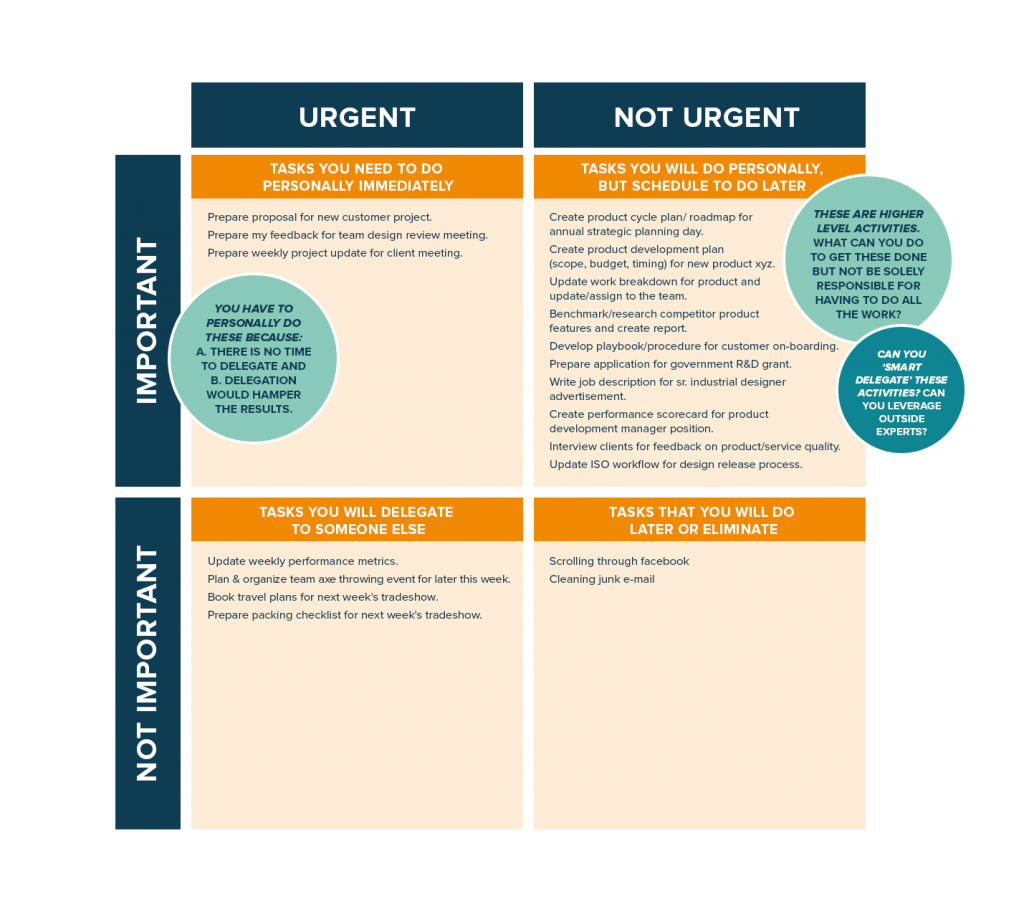 URGENT
NOT URGENT
IMPORTANT
TASKS YOU NEED TO DO
PERSONALLY IMMEDIATELY
Prepare proposal for new customer project.
Prepare my feedback for team design review meeting.
Prepare weekly project update for client meeting.
YOU HAVE TO
PERSONALLY DO
THESE BECAUSE:
A. THERE IS NO TIME
TO DELEGATE AND
B. DELEGATION
WOULD HAMPER
THE RESULTS.
TASKS YOU WILL DO PERSONALLY,
BUT SCHEDULE TO DO LATER
Create product cycle plan/ roadmap for
annual strategic planning day.
Create product development plan
(scope, budget, timing) for new product xyz.
Update work breakdown for product and
update/assign to the team.
Benchmark/research competitor product
features and create report.
Develop playbook/procedure for customer on-boarding.
Prepare application for government R&D grant.
Write job description for sr. industrial designer
advertisement.
Create performance scorecard for product
development manager position.
Interview clients for feedback on product/service quality.
Update ISO workflow for design release process.
THESE ARE HIGHER
LEVEL ACTIVITIES.
WHAT CAN YOU DO
TO GET THESE DONE
BUT NOT BE SOLELY
RESPONSIBLE FOR
HAVING TO DO ALL
THE WORK?
CAN YOU
'SMART
DELEGATE' THESE
ACTIVITIES? CAN
YOU LEVERAGE
OUTSIDE
EXPERTS?
NOT IMPORTANT
TASKS YOU WILL DELEGATE
TO SOMEONE ELSE
Update weekly performance metrics.
Plan & organize team axe throwing event for later this week.
Book travel plans for next week's tradeshow.
Prepare packing checklist for next week's tradeshow.
TASKS THAT YOU WILL DO
LATER OR ELIMINATE
Scrolling through facebook
Cleaning junk e-mail